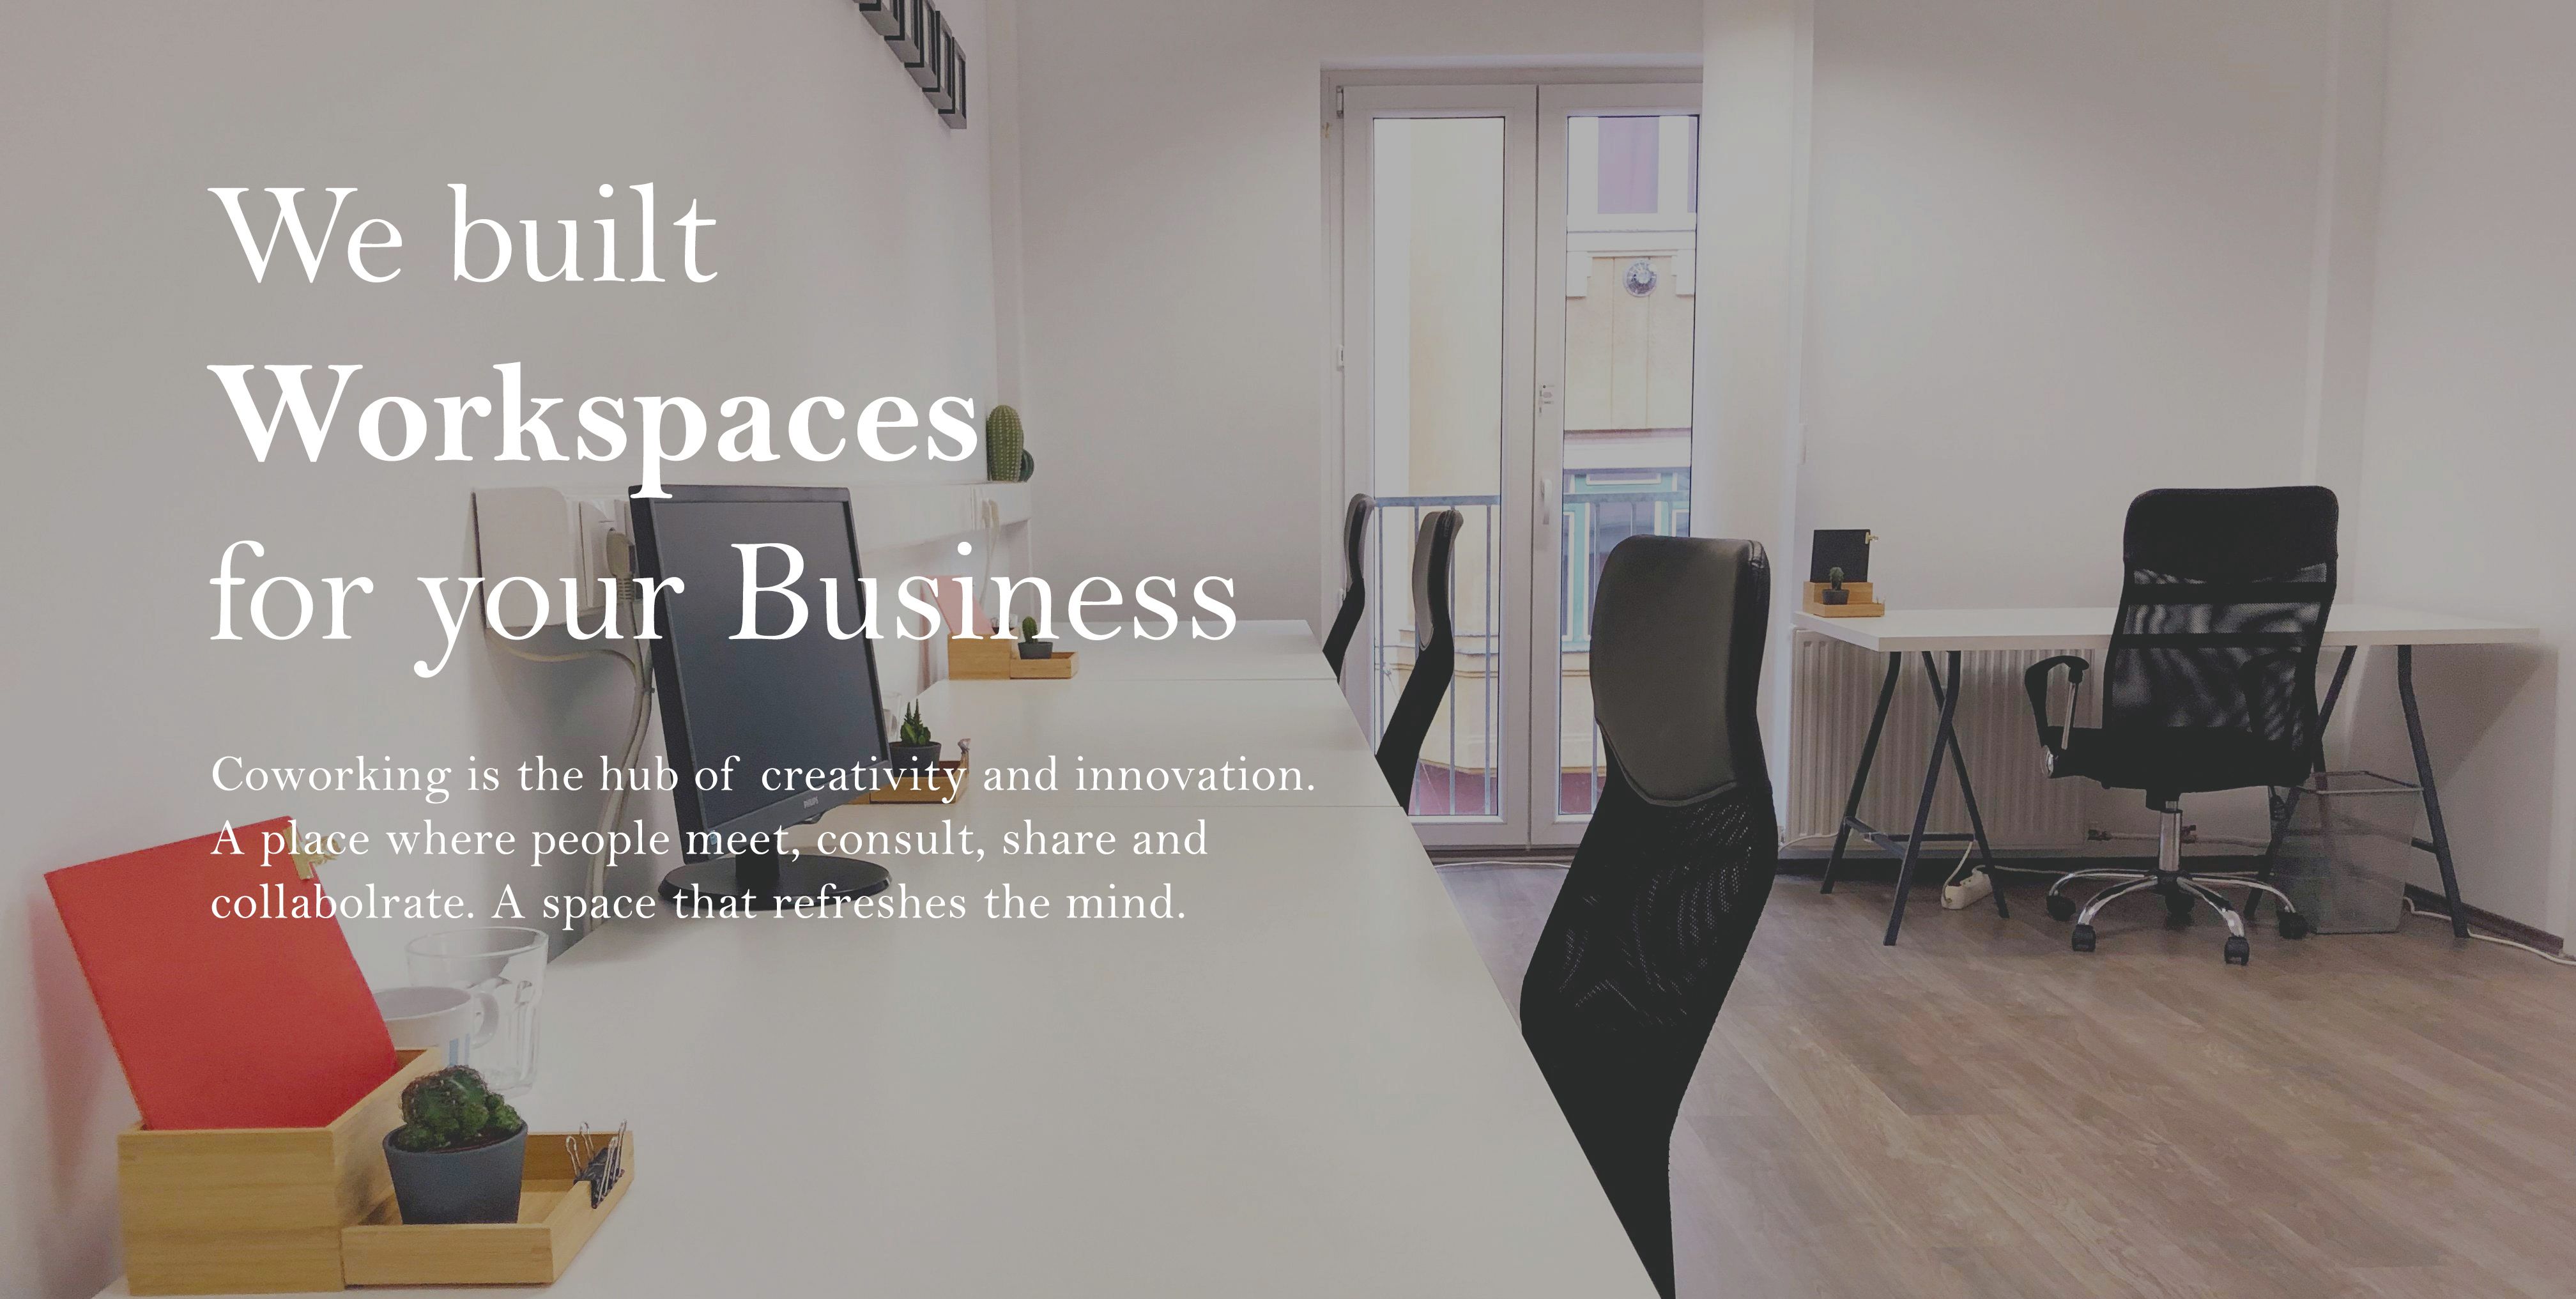 We built
Workspaces
for your Business
Coworking is the hub of creativity and innovation.
A place where people meet, consult, share and
collabolrate. A space that refreshes the mind.
PHILIPS